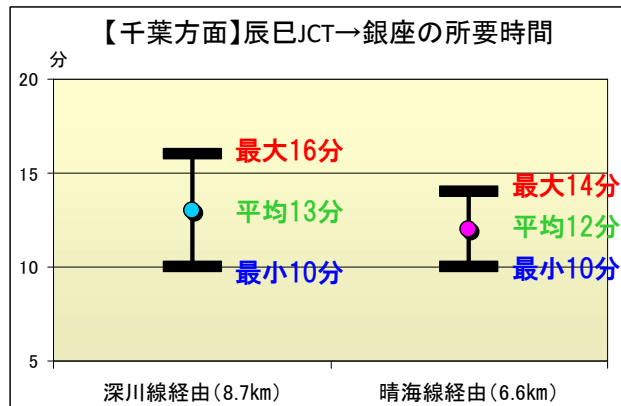 【千葉方面】辰巳JCT→銀座の所要時間
分
20
15
10
5
最大16分
平均13分
最小10分
最大14分
平均12分
最小10分
深川線経由(8.7km)
晴海線経由(6.6km)